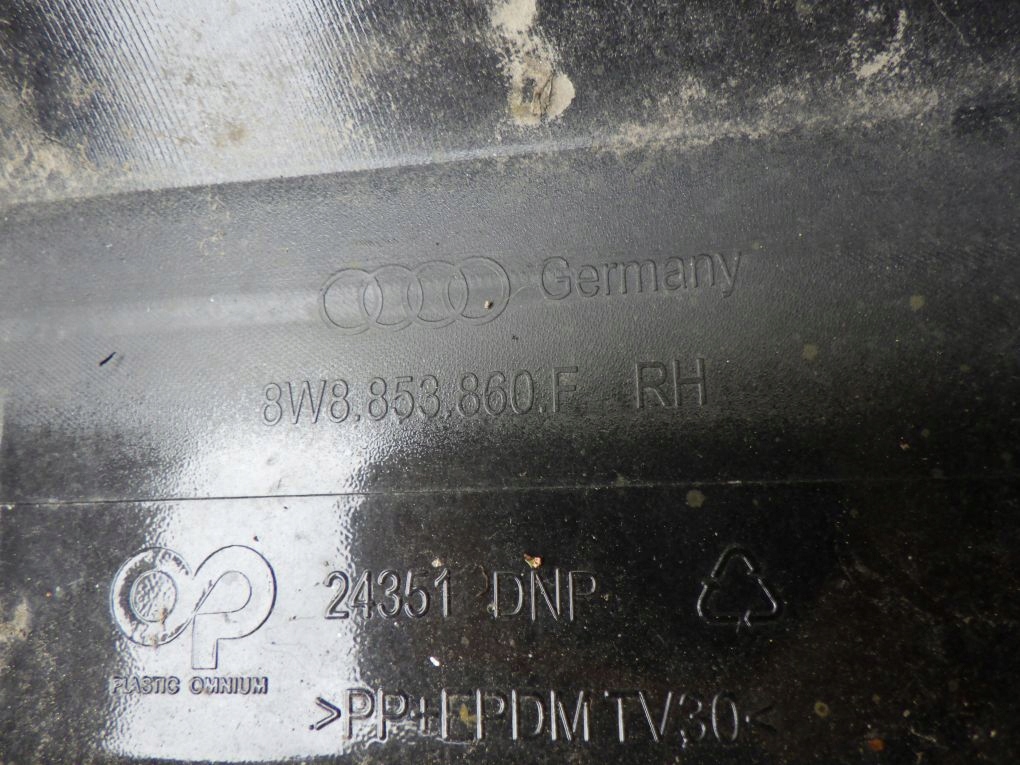 Germany
8W8.853.860.F RH
24351 DNP
PLASTIC OMNIUM
>PP+EPDM TV30<